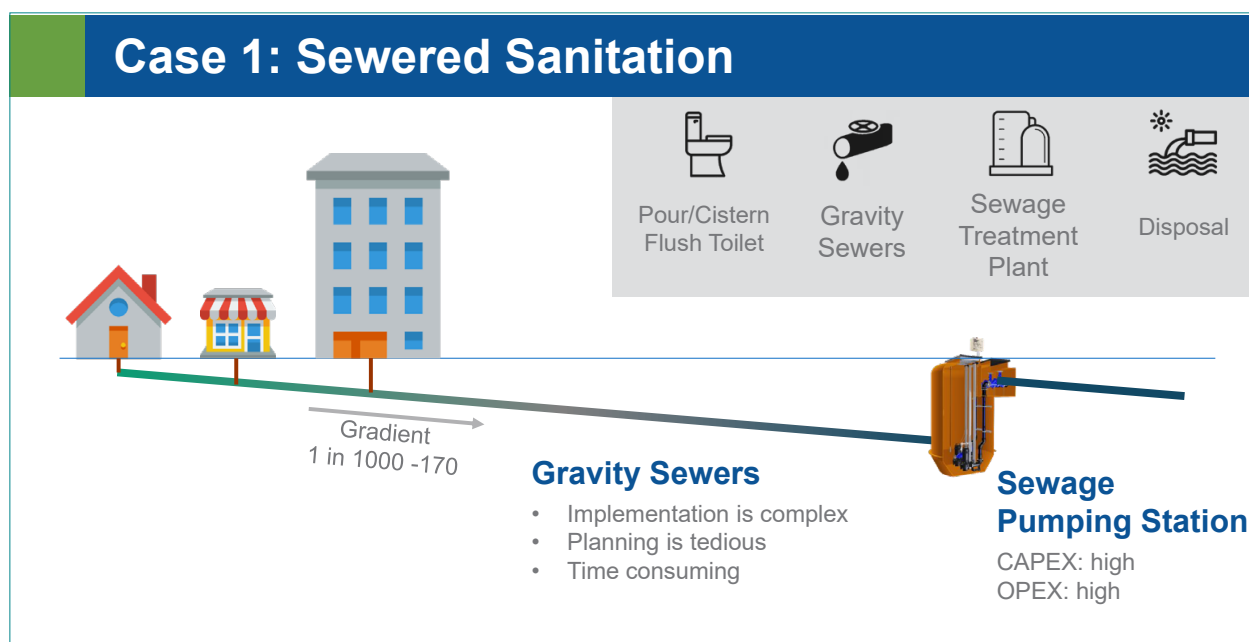 Case 1: Sewered Sanitation
Pour/Cistern
Flush Toilet
Gravity
Sewers
Sewage
Treatment
Plant
Disposal
Gradient
1 in 1000 -170
Gravity Sewers
• Implementation is complex
• Planning is tedious
• Time consuming
Sewage
Pumping Station
CAPEX: high
OPEX: high